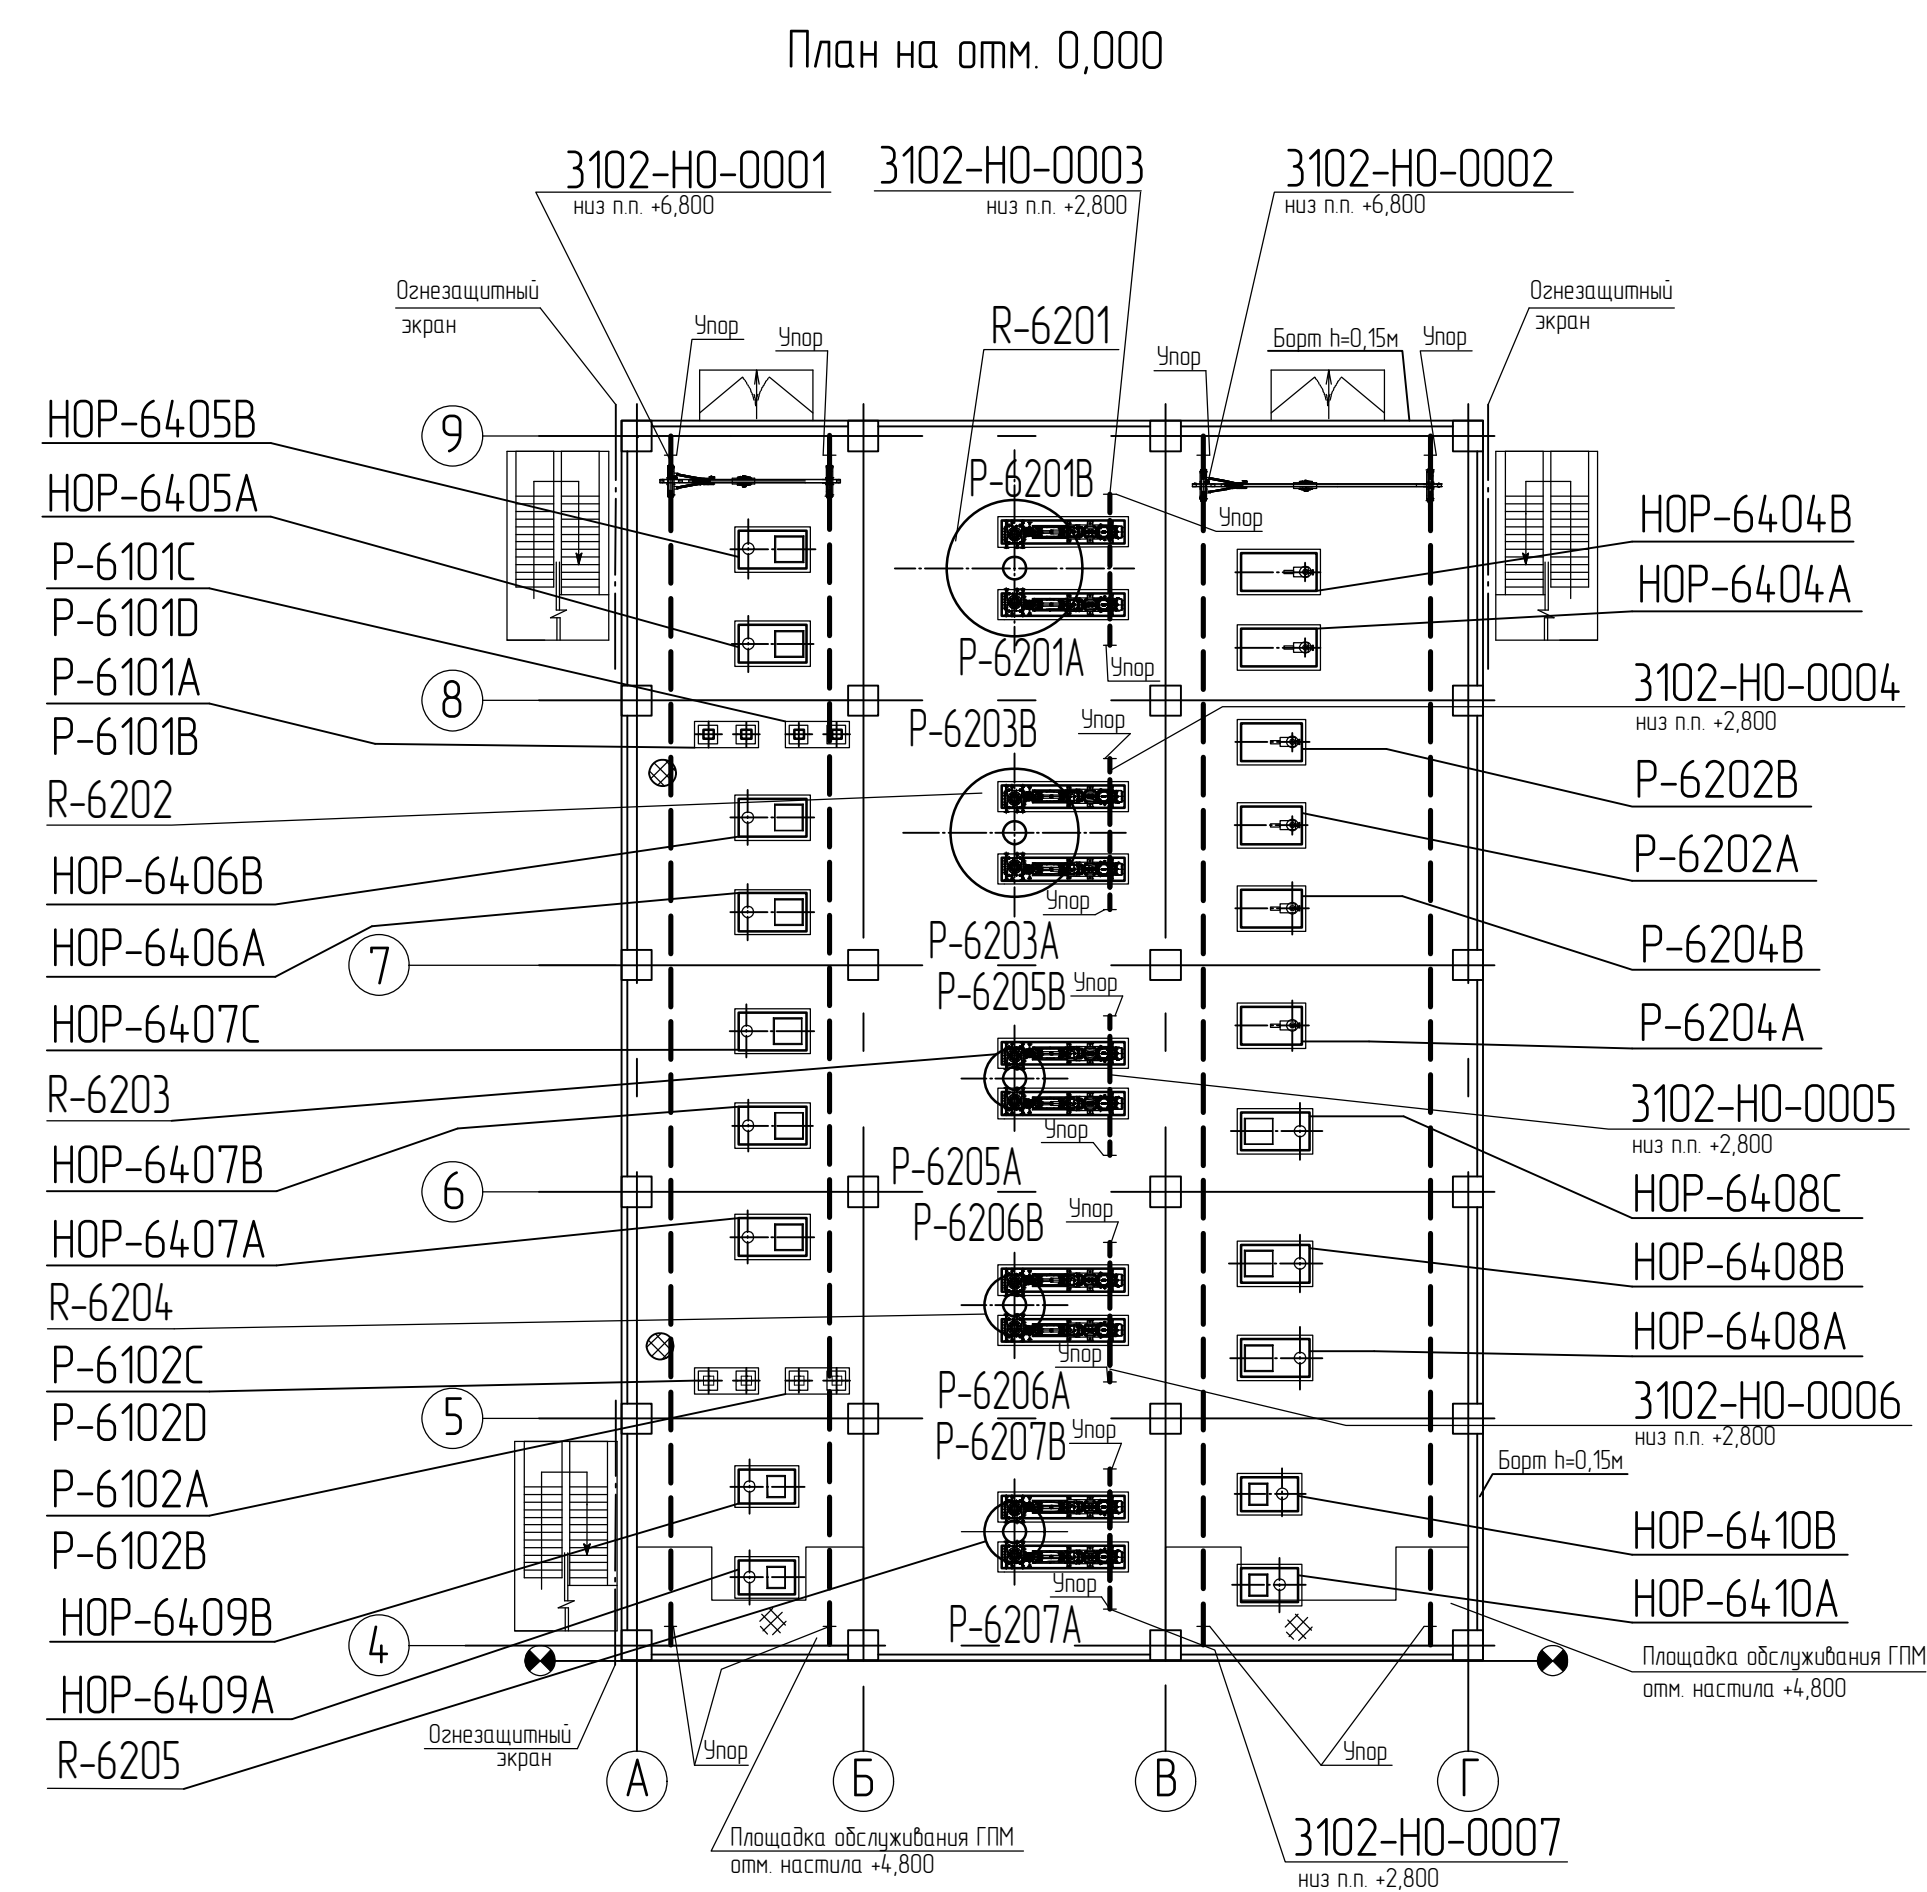 План на отм. 0,000
3102-НО-0001
низ п.п. +6,800
3102-НО-0003
низ п.п. +2,800
3102-НО-0002
низ п.п. +6,800
Огнезащитный
экран
Упор
Упор
R-6201
Упор
Борт h=0,15м
Упор
Огнезащитный
экран
НОР-6405В
9
НОР-6405А
Р-6201В
Упор
НОР-6404В
Р-6101С
НОР-6404А
Р-6101D
Р-6201А
Упор
Р-6101А
8
3102-НО-0004
низ п.п. +2,800
Р-6101В
Р-6203В
Упор
Р-6202В
R-6202
НОР-6406В
Р-6202А
Упор
НОР-6406А
7
Р-6203А
Р-6204В
Р-6205В
Упор
НОР-6407С
Р-6204А
R-6203
3102-НО-0005
низ п.п. +2,800
Упор
НОР-6407В
Р-6205А
6
НОР-6408С
Р-6206В
Упор
НОР-6407А
НОР-6408В
R-6204
НОР-6408А
Упор
Р-6102С
Р-6206А
3102-НО-0006
низ п.п. +2,800
Р-6102D
5
Р-6207В
Упор
Борт h=0,15м
Р-6102А
Р-6102В
НОР-6410В
Упор
НОР-6410А
НОР-6409В
4
Р-6207А
Площадка обслуживания ГПМ
отм. настила +4,800
НОР-6409А
Огнезащитный
экран
Упор
Упор
R-6205
А
Б
В
Г
Площадка обслуживания ГПМ
отм. настила +4,800
3102-НО-0007
низ п.п. +2,800